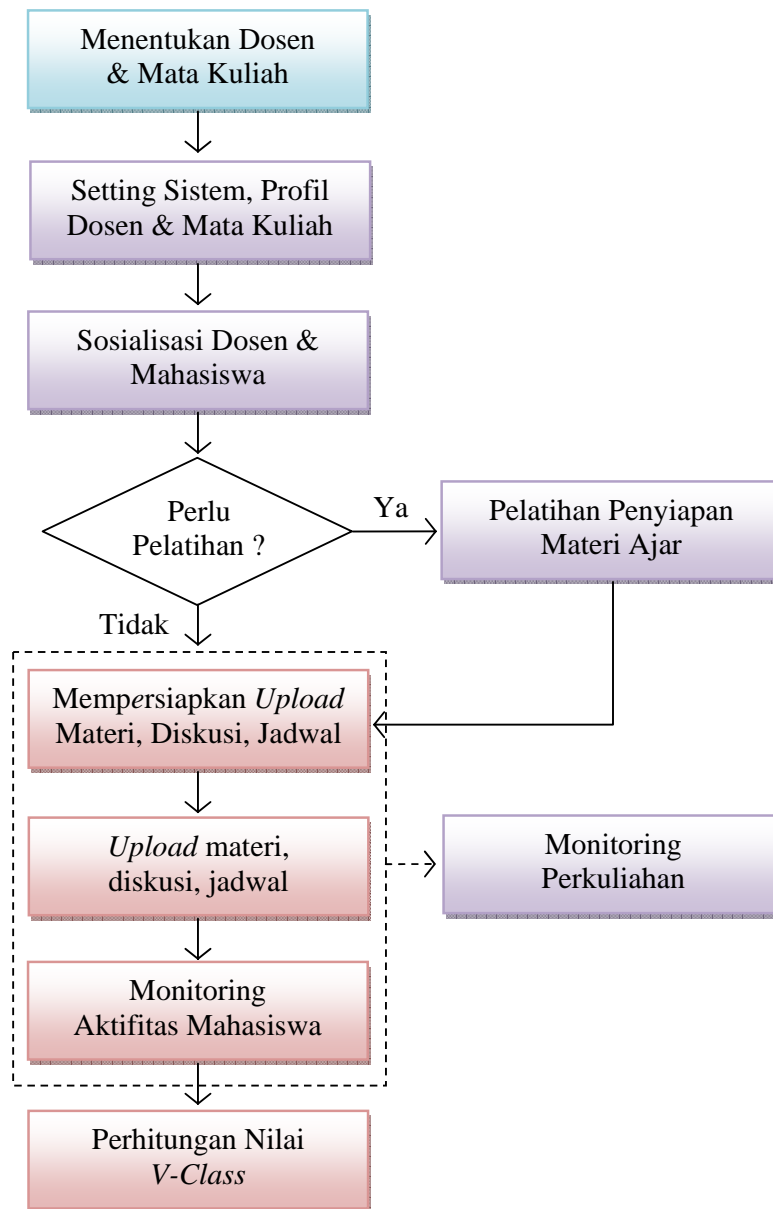 Menentukan Dosen
& Mata Kuliah
Setting Sistem, Profil
Dosen & Mata Kuliah
Sosialisasi Dosen &
Mahasiswa
Perlu
Pelatihan ?
Ya
Pelatihan Penyiapan
Materi Ajar
Tidak
Mempersiapkan Upload
Materi, Diskusi, Jadwal
Upload materi,
diskusi, jadwal
Monitoring
Perkuliahan
Monitoring
Aktifitas Mahasiswa
Perhitungan Nilai
V-Class